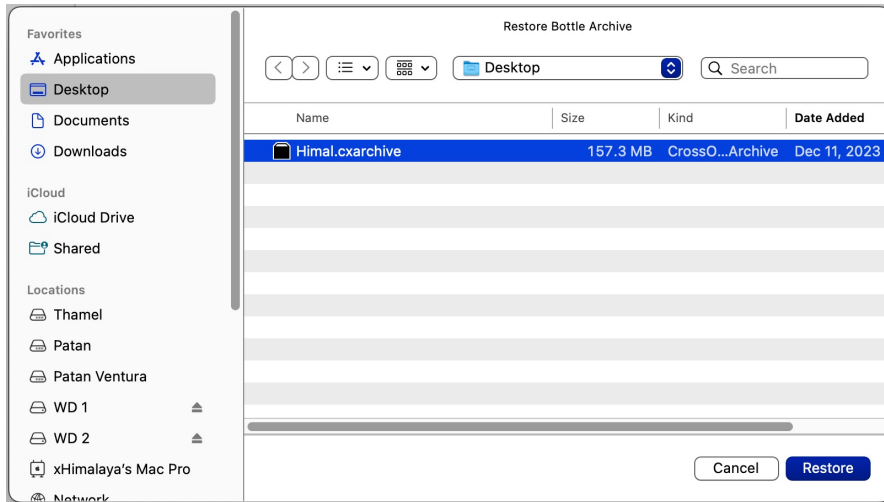 Restore Bottle Archive
Favorites
Applications
Desktop
Documents
Downloads
iCloud
iCloud Drive
Shared
Locations
Thamel
Patan
Patan Ventura
WD 1
WD 2
xHimalaya's Mac Pro
Network
Desktop
Search
Name Size Kind Date Added
Himal.cxarchive 157.3 MB CrossO...Archive Dec 11, 2023
Cancel Restore